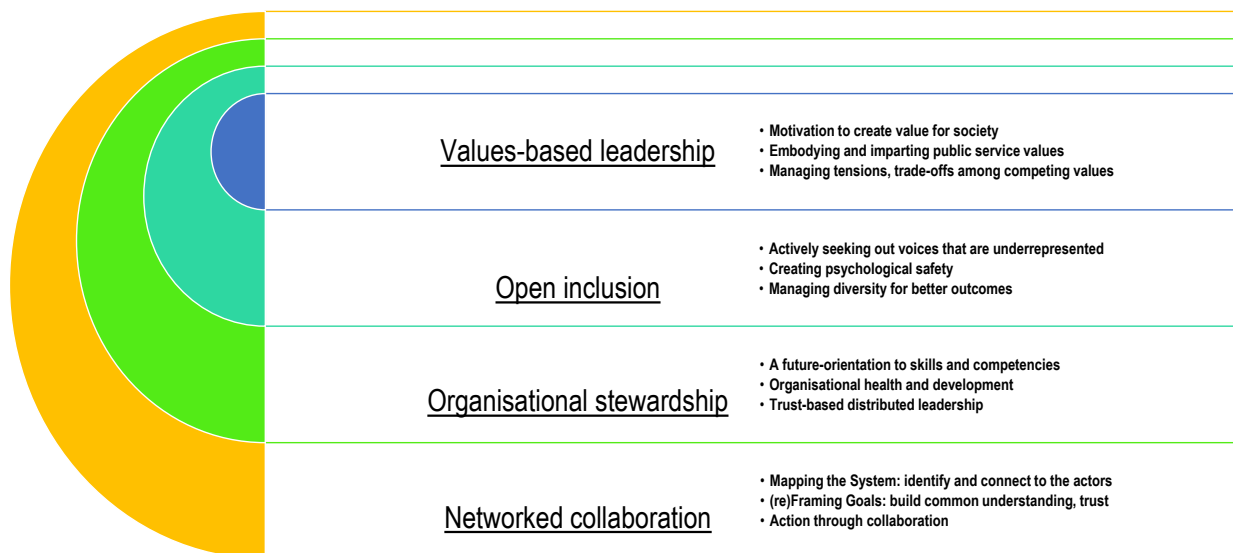 Values-based leadership
• Motivation to create value for society
• Embodying and imparting public service values
• Managing tensions, trade-offs among competing values
Open inclusion
• Actively seeking out voices that are underrepresented
• Creating psychological safety
• Managing diversity for better outcomes
Organisational stewardship
• A future-orientation to skills and competencies
• Organisational health and development
• Trust-based distributed leadership
Networked collaboration
• Mapping the System: identify and connect to the actors
• (re)Framing Goals: build common understanding, trust
• Action through collaboration